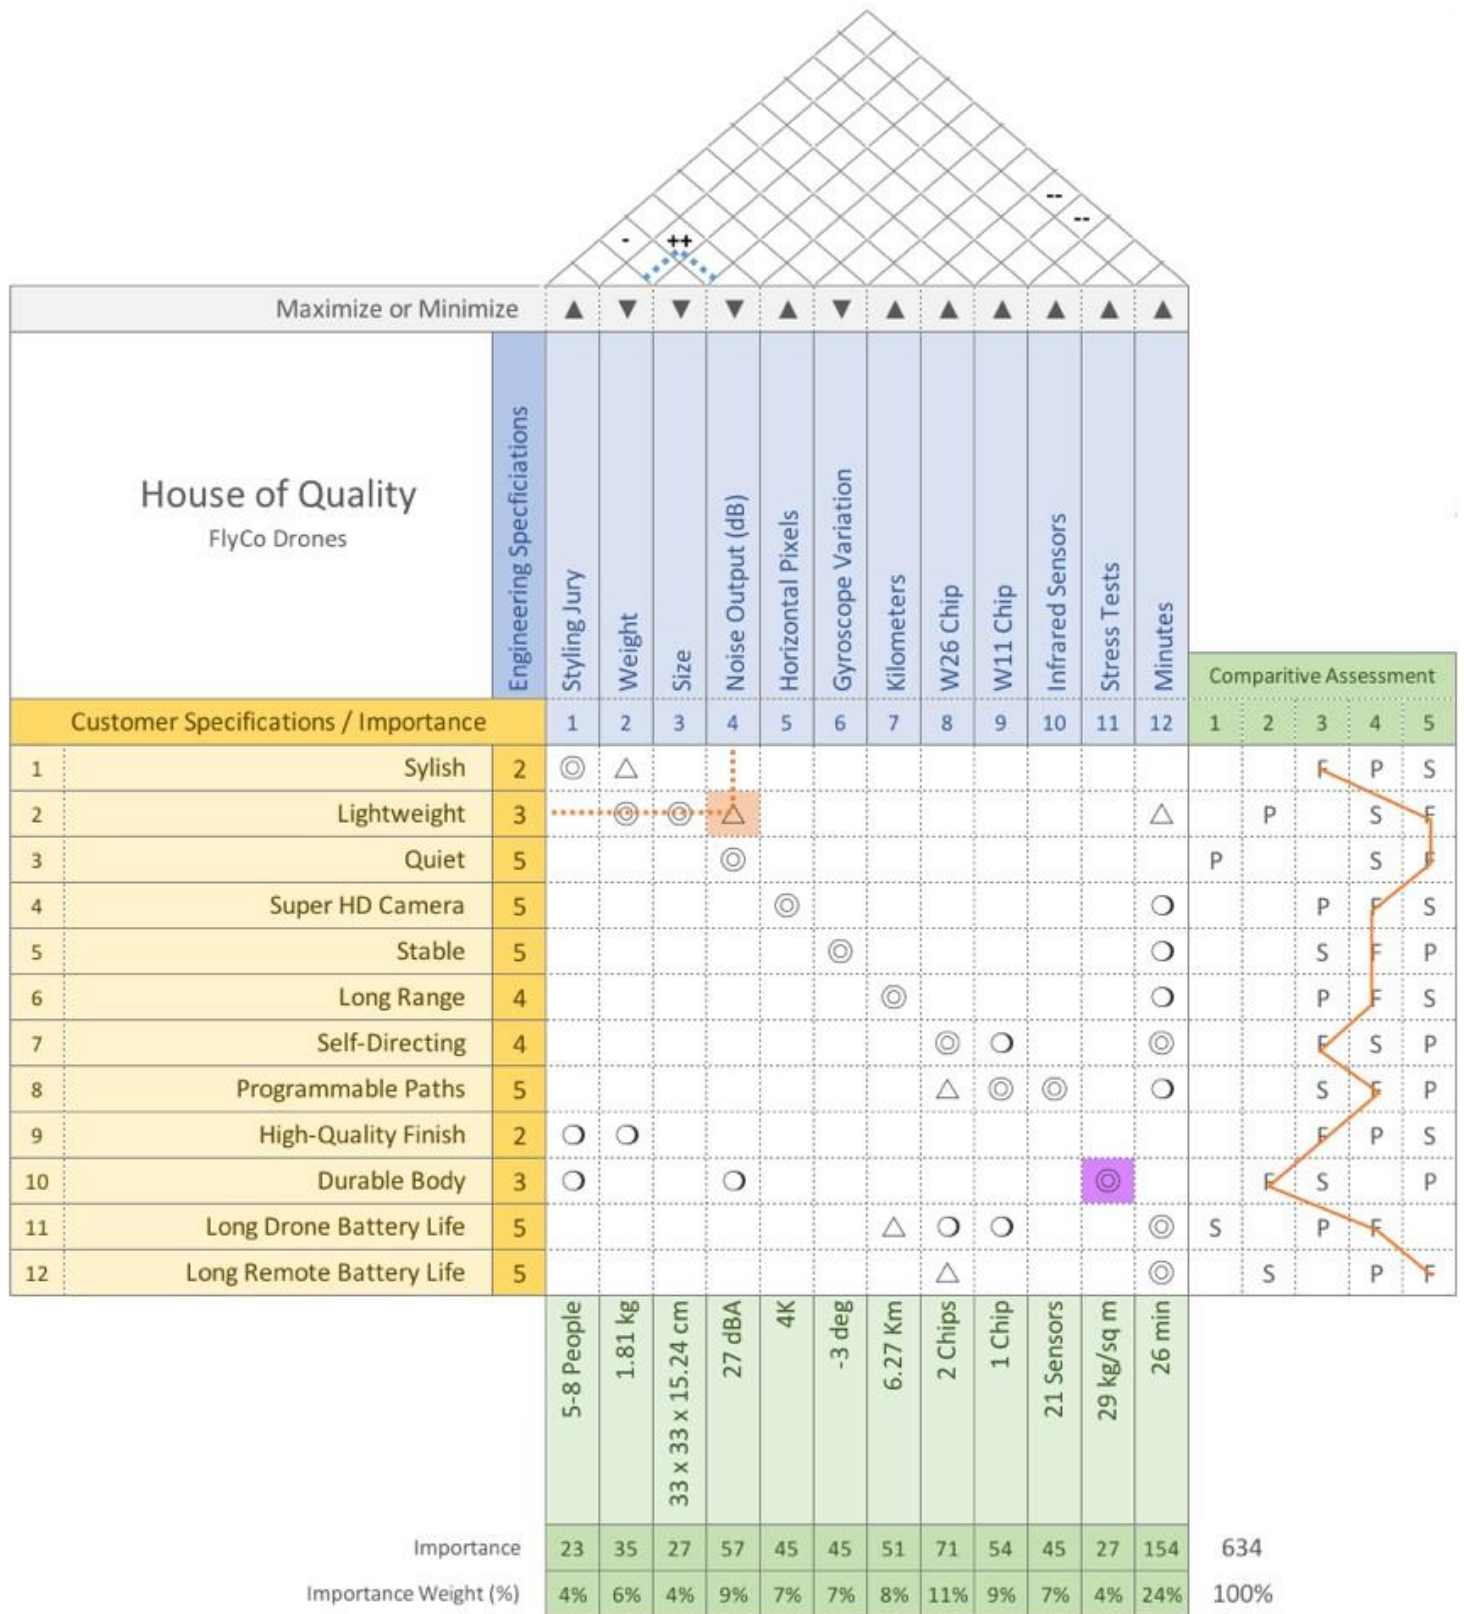 -- 
--
- ++
Maximize or Minimize ▲ ▼ ▼ ▼ ▲ ▼ ▲ ▲ ▲ ▲ ▲ ▲
House of Quality
FlyCo Drones
Engineering Specficiations
Styling Jury
Weight
Size
Noise Output (dB)
Horizontal Pixels
Gyroscope Variation
Kilometers
W26 Chip
W11 Chip
Infrared Sensors
Stress Tests
Minutes
Comparitive Assessment
Customer Specifications / Importance 1 2 3 4 5 6 7 8 9 10 11 12 1 2 3 4 5
1 Sylish 2 ◎ △ F P S
2 Lightweight 3 ◎ ◎ △ △ P S F
3 Quiet 5 ◎ P S F
4 Super HD Camera 5 ◎ ❍ P F S
5 Stable 5 ◎ ❍ S F P
6 Long Range 4 ◎ ❍ P F S
7 Self-Directing 4 ◎ ❍ ◎ F S P
8 Programmable Paths 5 △ ◎ ◎ ❍ S F P
9 High-Quality Finish 2 ❍ ❍ F P S
10 Durable Body 3 ❍ ❍ ◎ F S P
11 Long Drone Battery Life 5 △ ❍ ❍ ◎ S P F
12 Long Remote Battery Life 5 △ ◎ S P F
5-8 People
1.81 kg
33 x 33 x 15.24 cm
27 dBA
4K
-3 deg
6.27 Km
2 Chips
1 Chip
21 Sensors
29 kg/sq m
26 min
Importance 23 35 27 57 45 45 51 71 54 45 27 154 634
Importance Weight (%) 4% 6% 4% 9% 7% 7% 8% 11% 9% 7% 4% 24% 100%